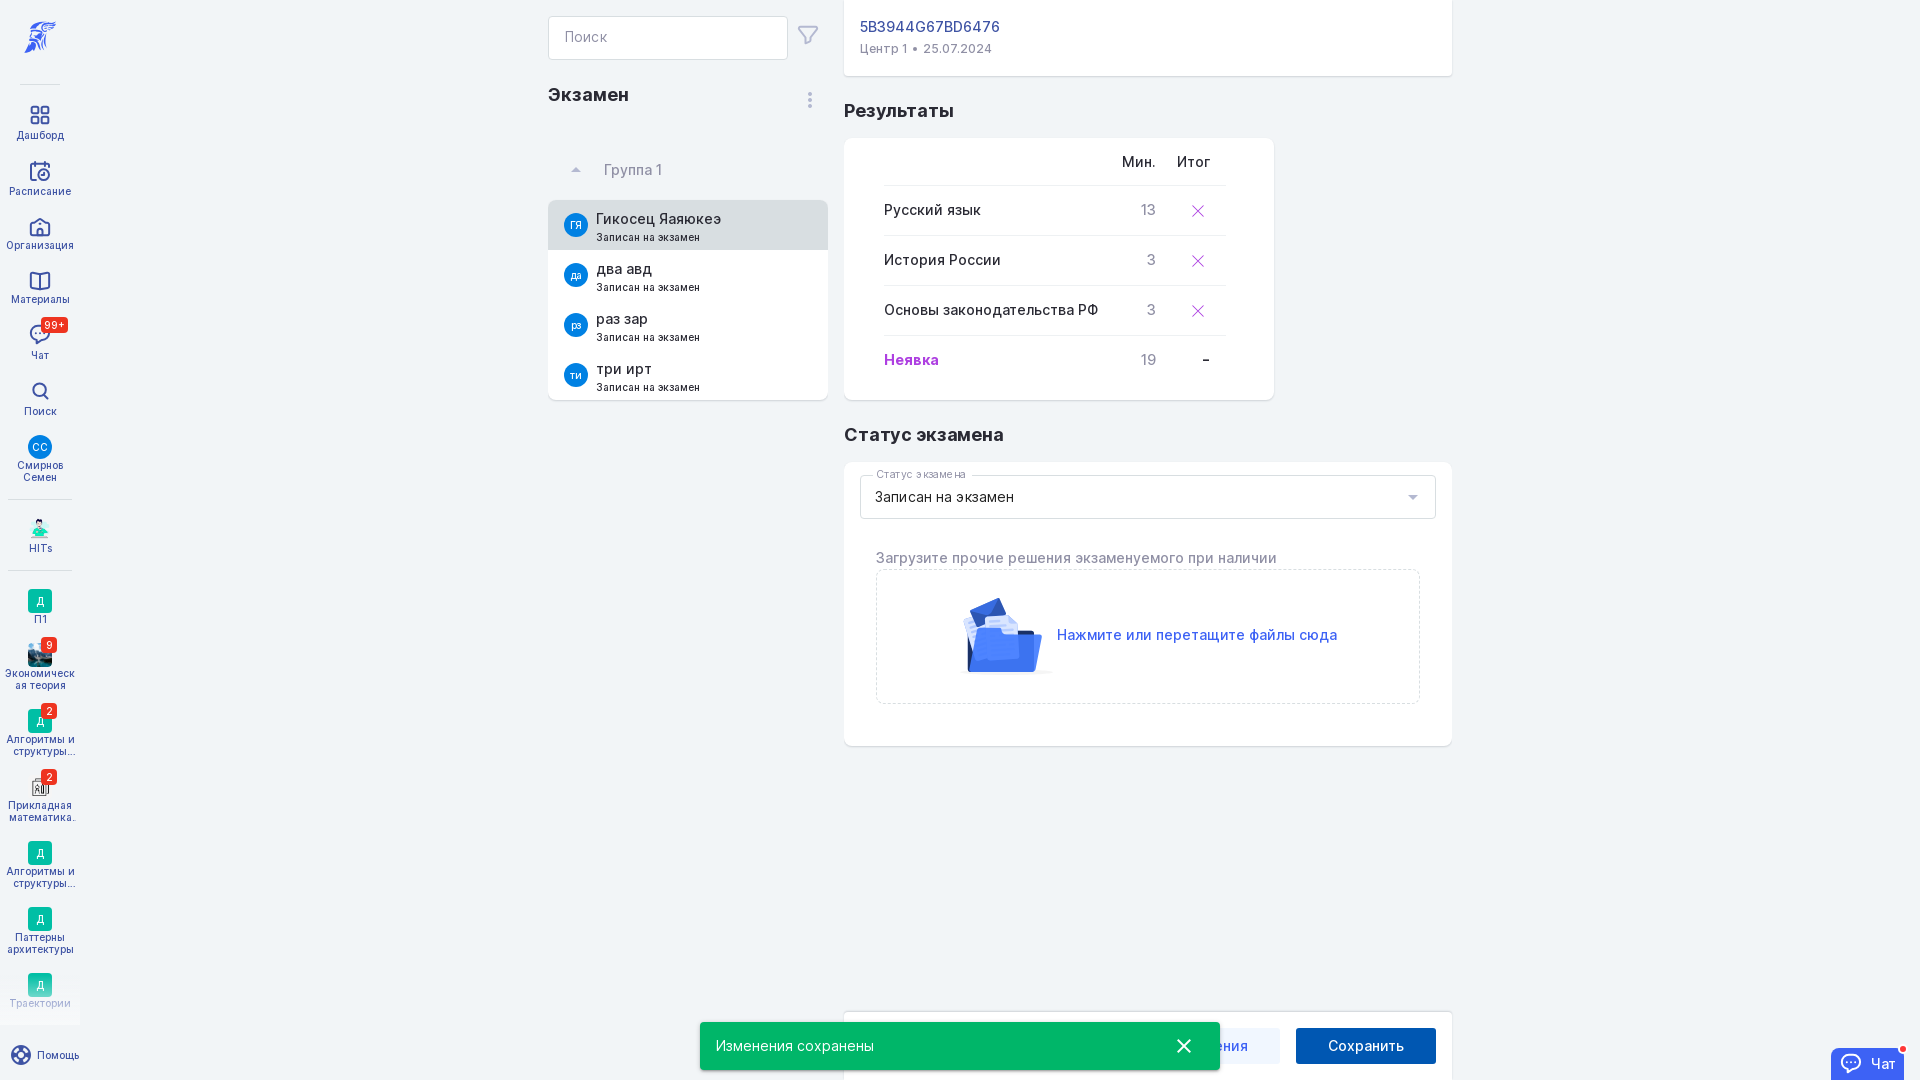 Дашборд
Расписание
Организация
Материалы
99+
Чат
Поиск
СС
Смирнов
Семен
HITs
Д
П1
9
Экономическ
ая теория
2
Д
Алгоритмы и
структуры...
2
Прикладная
математика.
Д
Алгоритмы и
структуры...
Д
Паттерны
архитектуры
Д
Траектории
Помощь
Поиск
Экзамен
Группа 1
ГЯ
Гикосец Яаяюкеэ
Записан на экзамен
да
два авд
Записан на экзамен
рз
раз зар
Записан на экзамен
ти
три ирт
Записан на экзамен
5B3944G67BD6476
Центр 1 • 25.07.2024
Результаты
Мин. Итог
Русский язык 13
История России 3
Основы законодательства РФ 3
Неявка 19 –
Статус экзамена
Статус экзамена
Записан на экзамен
Загрузите прочие решения экзаменуемого при наличии
Нажмите или перетащите файлы сюда
Изменения сохранены
ения
Сохранить
Чат